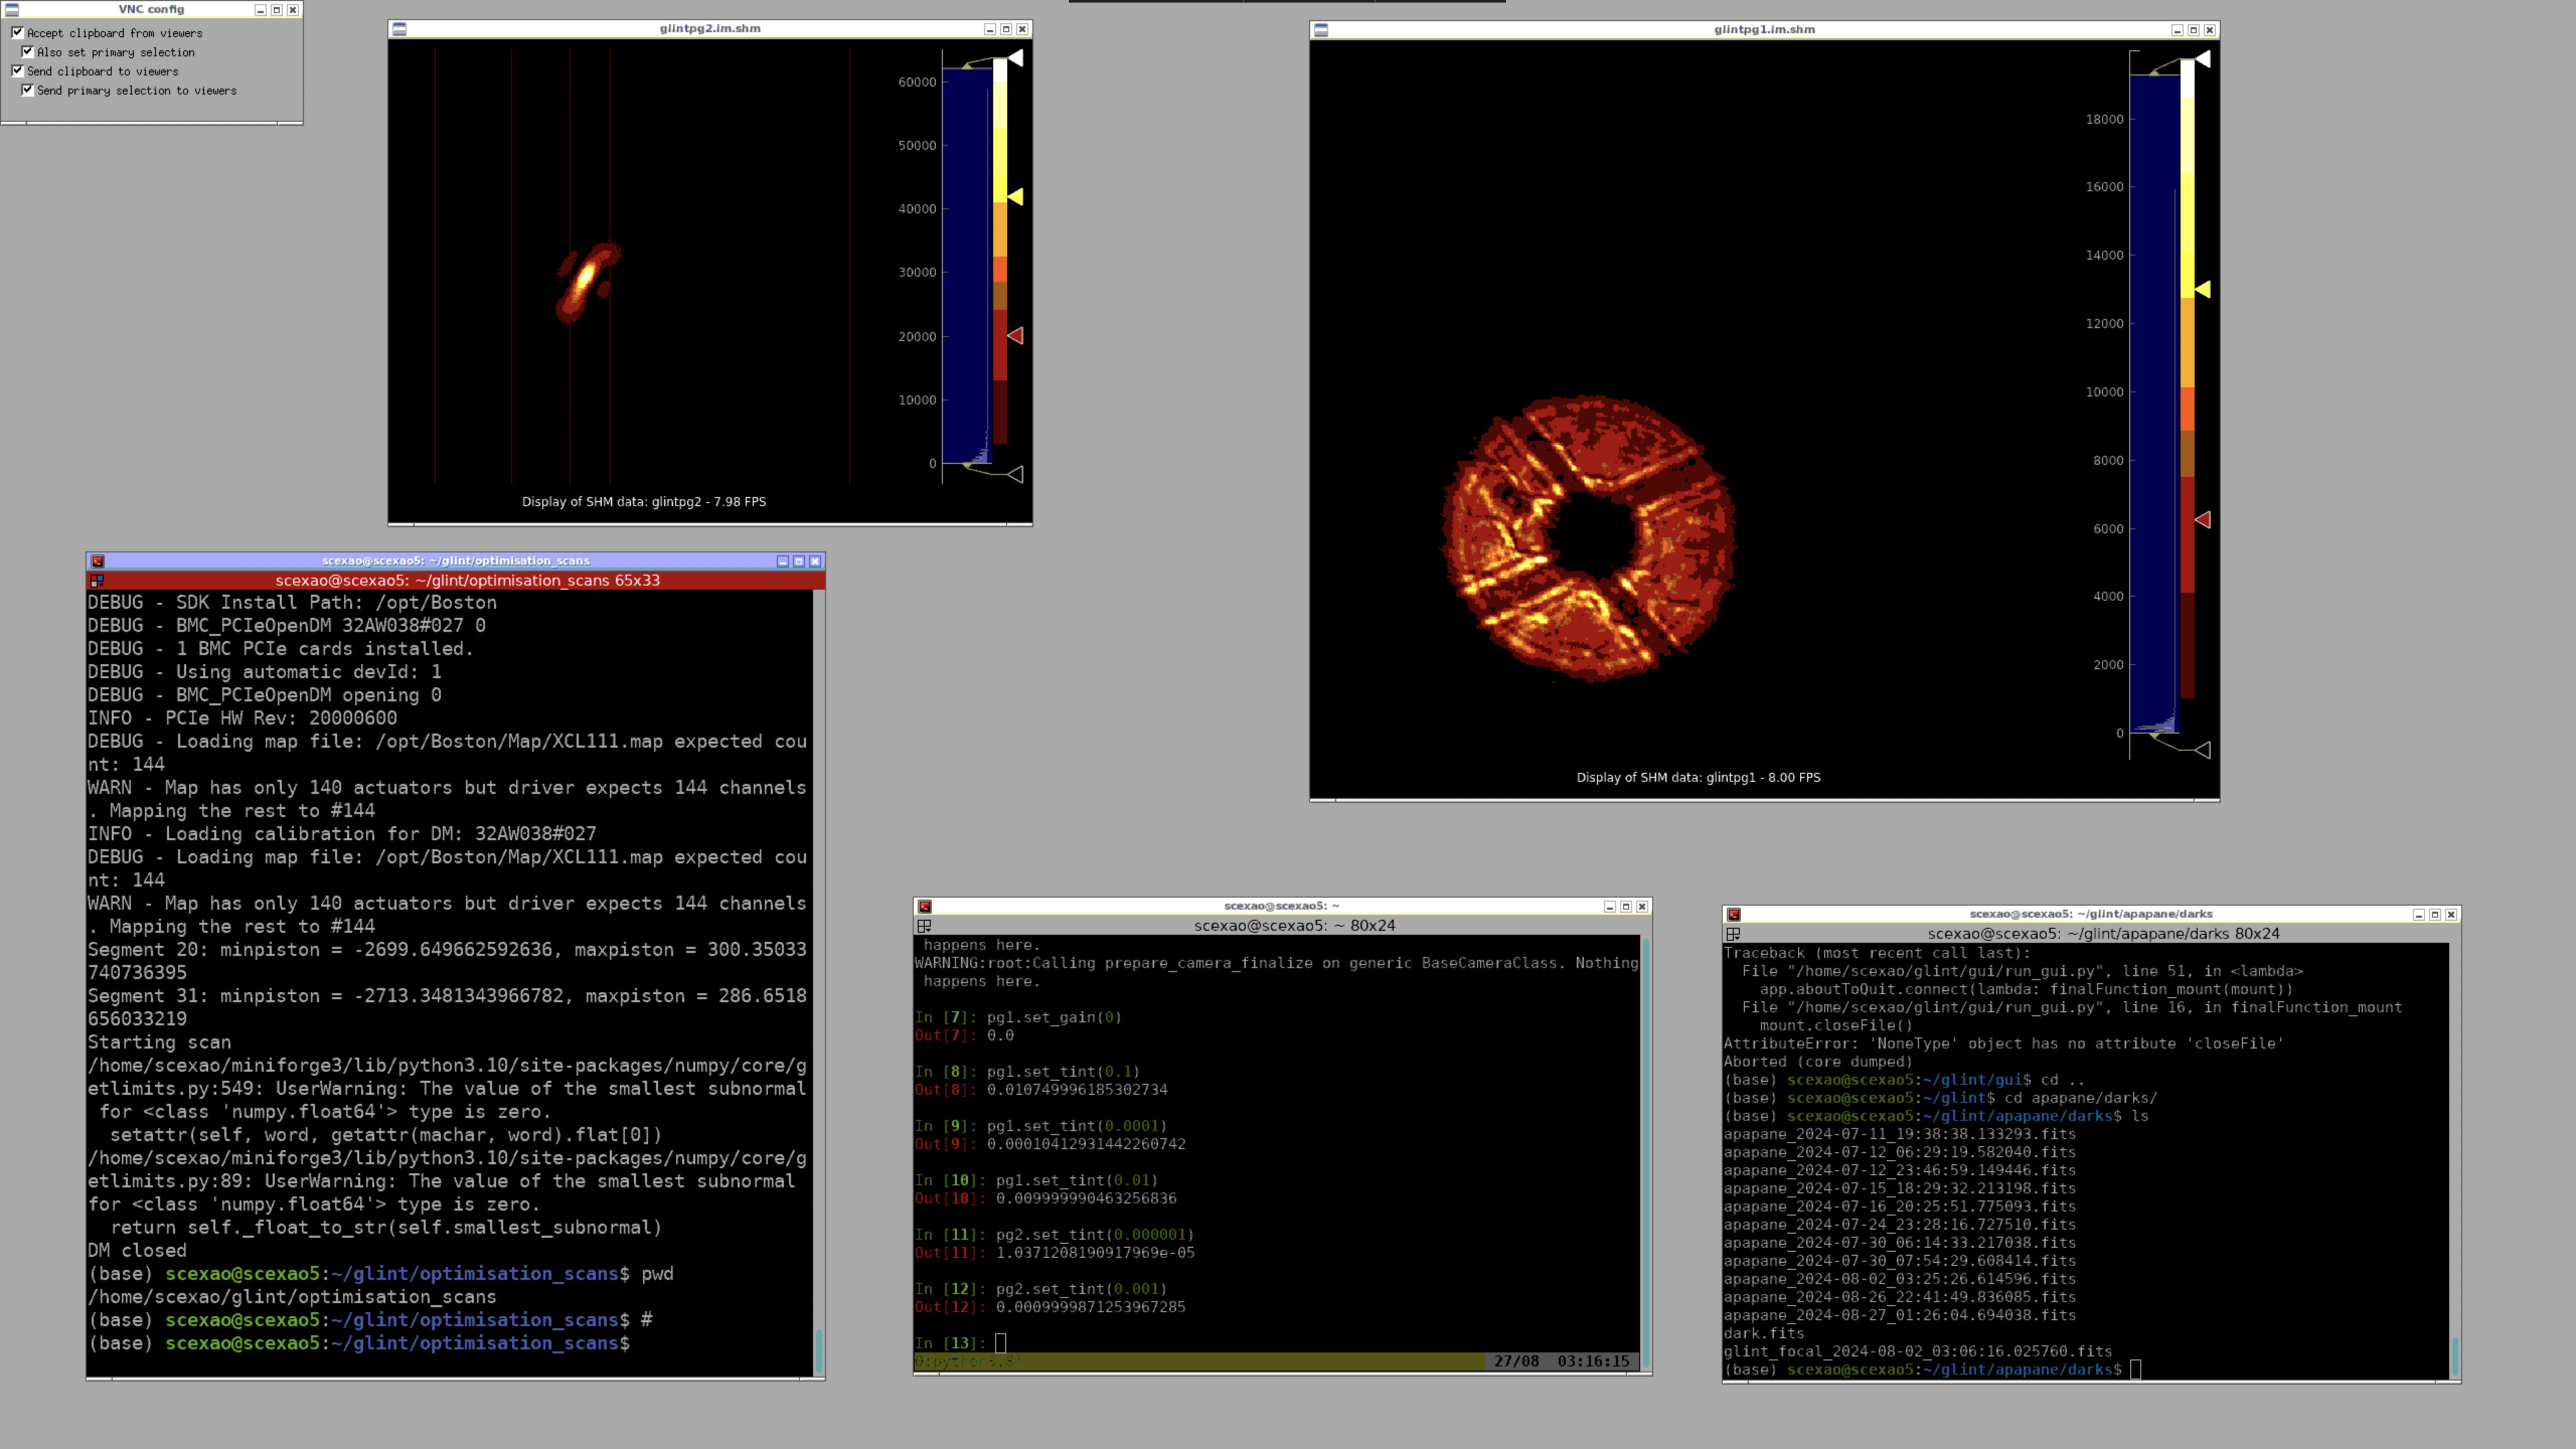 VNC config
Accept clipboard from viewers
Also set primary selection
Send clipboard to viewers
Send primary selection to viewers
glintpg2.im.shm
60000
50000
40000
30000
20000
10000
0
Display of SHM data: glintpg2 - 7.98 FPS
glintpg1.im.shm
18000
16000
14000
12000
10000
8000
6000
4000
2000
0
Display of SHM data: glintpg1 - 8.00 FPS
scexao@scexao5: ~/glint/optimisation_scans
scexao@scexao5: ~/glint/optimisation_scans 65x33
DEBUG - SDK Install Path: /opt/Boston
DEBUG - BMC_PCIeOpenDM 32AW038#027 0
DEBUG - 1 BMC PCIe cards installed.
DEBUG - Using automatic devId: 1
DEBUG - BMC_PCIeOpenDM opening 0
INFO - PCIe HW Rev: 20000600
DEBUG - Loading map file: /opt/Boston/Map/XCL111.map expected cou
nt: 144
WARN - Map has only 140 actuators but driver expects 144 channels
. Mapping the rest to #144
INFO - Loading calibration for DM: 32AW038#027
DEBUG - Loading map file: /opt/Boston/Map/XCL111.map expected cou
nt: 144
WARN - Map has only 140 actuators but driver expects 144 channels
. Mapping the rest to #144
Segment 20: minpiston = -2699.649662592636, maxpiston = 300.35033
740736395
Segment 31: minpiston = -2713.3481343966782, maxpiston = 286.6518
656033219
Starting scan
/home/scexao/miniforge3/lib/python3.10/site-packages/numpy/core/g
etlimits.py:549: UserWarning: The value of the smallest subnormal
 for <class 'numpy.float64'> type is zero.
  setattr(self, word, getattr(machar, word).flat[0])
/home/scexao/miniforge3/lib/python3.10/site-packages/numpy/core/g
etlimits.py:89: UserWarning: The value of the smallest subnormal
for <class 'numpy.float64'> type is zero.
  return self._float_to_str(self.smallest_subnormal)
DM closed
(base) scexao@scexao5:~/glint/optimisation_scans$ pwd
/home/scexao/glint/optimisation_scans
(base) scexao@scexao5:~/glint/optimisation_scans$ #
(base) scexao@scexao5:~/glint/optimisation_scans$
scexao@scexao5: ~
scexao@scexao5: ~ 80x24
 happens here.
WARNING:root:Calling prepare_camera_finalize on generic BaseCameraClass. Nothing
 happens here.
In [7]: pg1.set_gain(0)
Out[7]: 0.0
In [8]: pg1.set_tint(0.1)
Out[8]: 0.010749996185302734
In [9]: pg1.set_tint(0.0001)
Out[9]: 0.00010412931442260742
In [10]: pg1.set_tint(0.01)
Out[10]: 0.009999990463256836
In [11]: pg2.set_tint(0.000001)
Out[11]: 1.0371208190917969e-05
In [12]: pg2.set_tint(0.001)
Out[12]: 0.0009999871253967285
In [13]:
27/08 03:16:15
scexao@scexao5: ~/glint/apapane/darks
scexao@scexao5: ~/glint/apapane/darks 80x24
Traceback (most recent call last):
  File "/home/scexao/glint/gui/run_gui.py", line 51, in <lambda>
    app.aboutToQuit.connect(lambda: finalFunction_mount(mount))
  File "/home/scexao/glint/gui/run_gui.py", line 16, in finalFunction_mount
    mount.closeFile()
AttributeError: 'NoneType' object has no attribute 'closeFile'
Aborted (core dumped)
(base) scexao@scexao5:~/glint/gui$ cd ..
(base) scexao@scexao5:~/glint$ cd apapane/darks/
(base) scexao@scexao5:~/glint/apapane/darks$ ls
apapane_2024-07-11_19:38:38.133293.fits
apapane_2024-07-12_06:29:19.582040.fits
apapane_2024-07-12_23:46:59.149446.fits
apapane_2024-07-15_18:29:32.213198.fits
apapane_2024-07-16_20:25:51.775093.fits
apapane_2024-07-24_23:28:16.727510.fits
apapane_2024-07-30_06:14:33.217038.fits
apapane_2024-07-30_07:54:29.608414.fits
apapane_2024-08-02_03:25:26.614596.fits
apapane_2024-08-26_22:41:49.836085.fits
apapane_2024-08-27_01:26:04.694038.fits
dark.fits
glint_focal_2024-08-02_03:06:16.025760.fits
(base) scexao@scexao5:~/glint/apapane/darks$